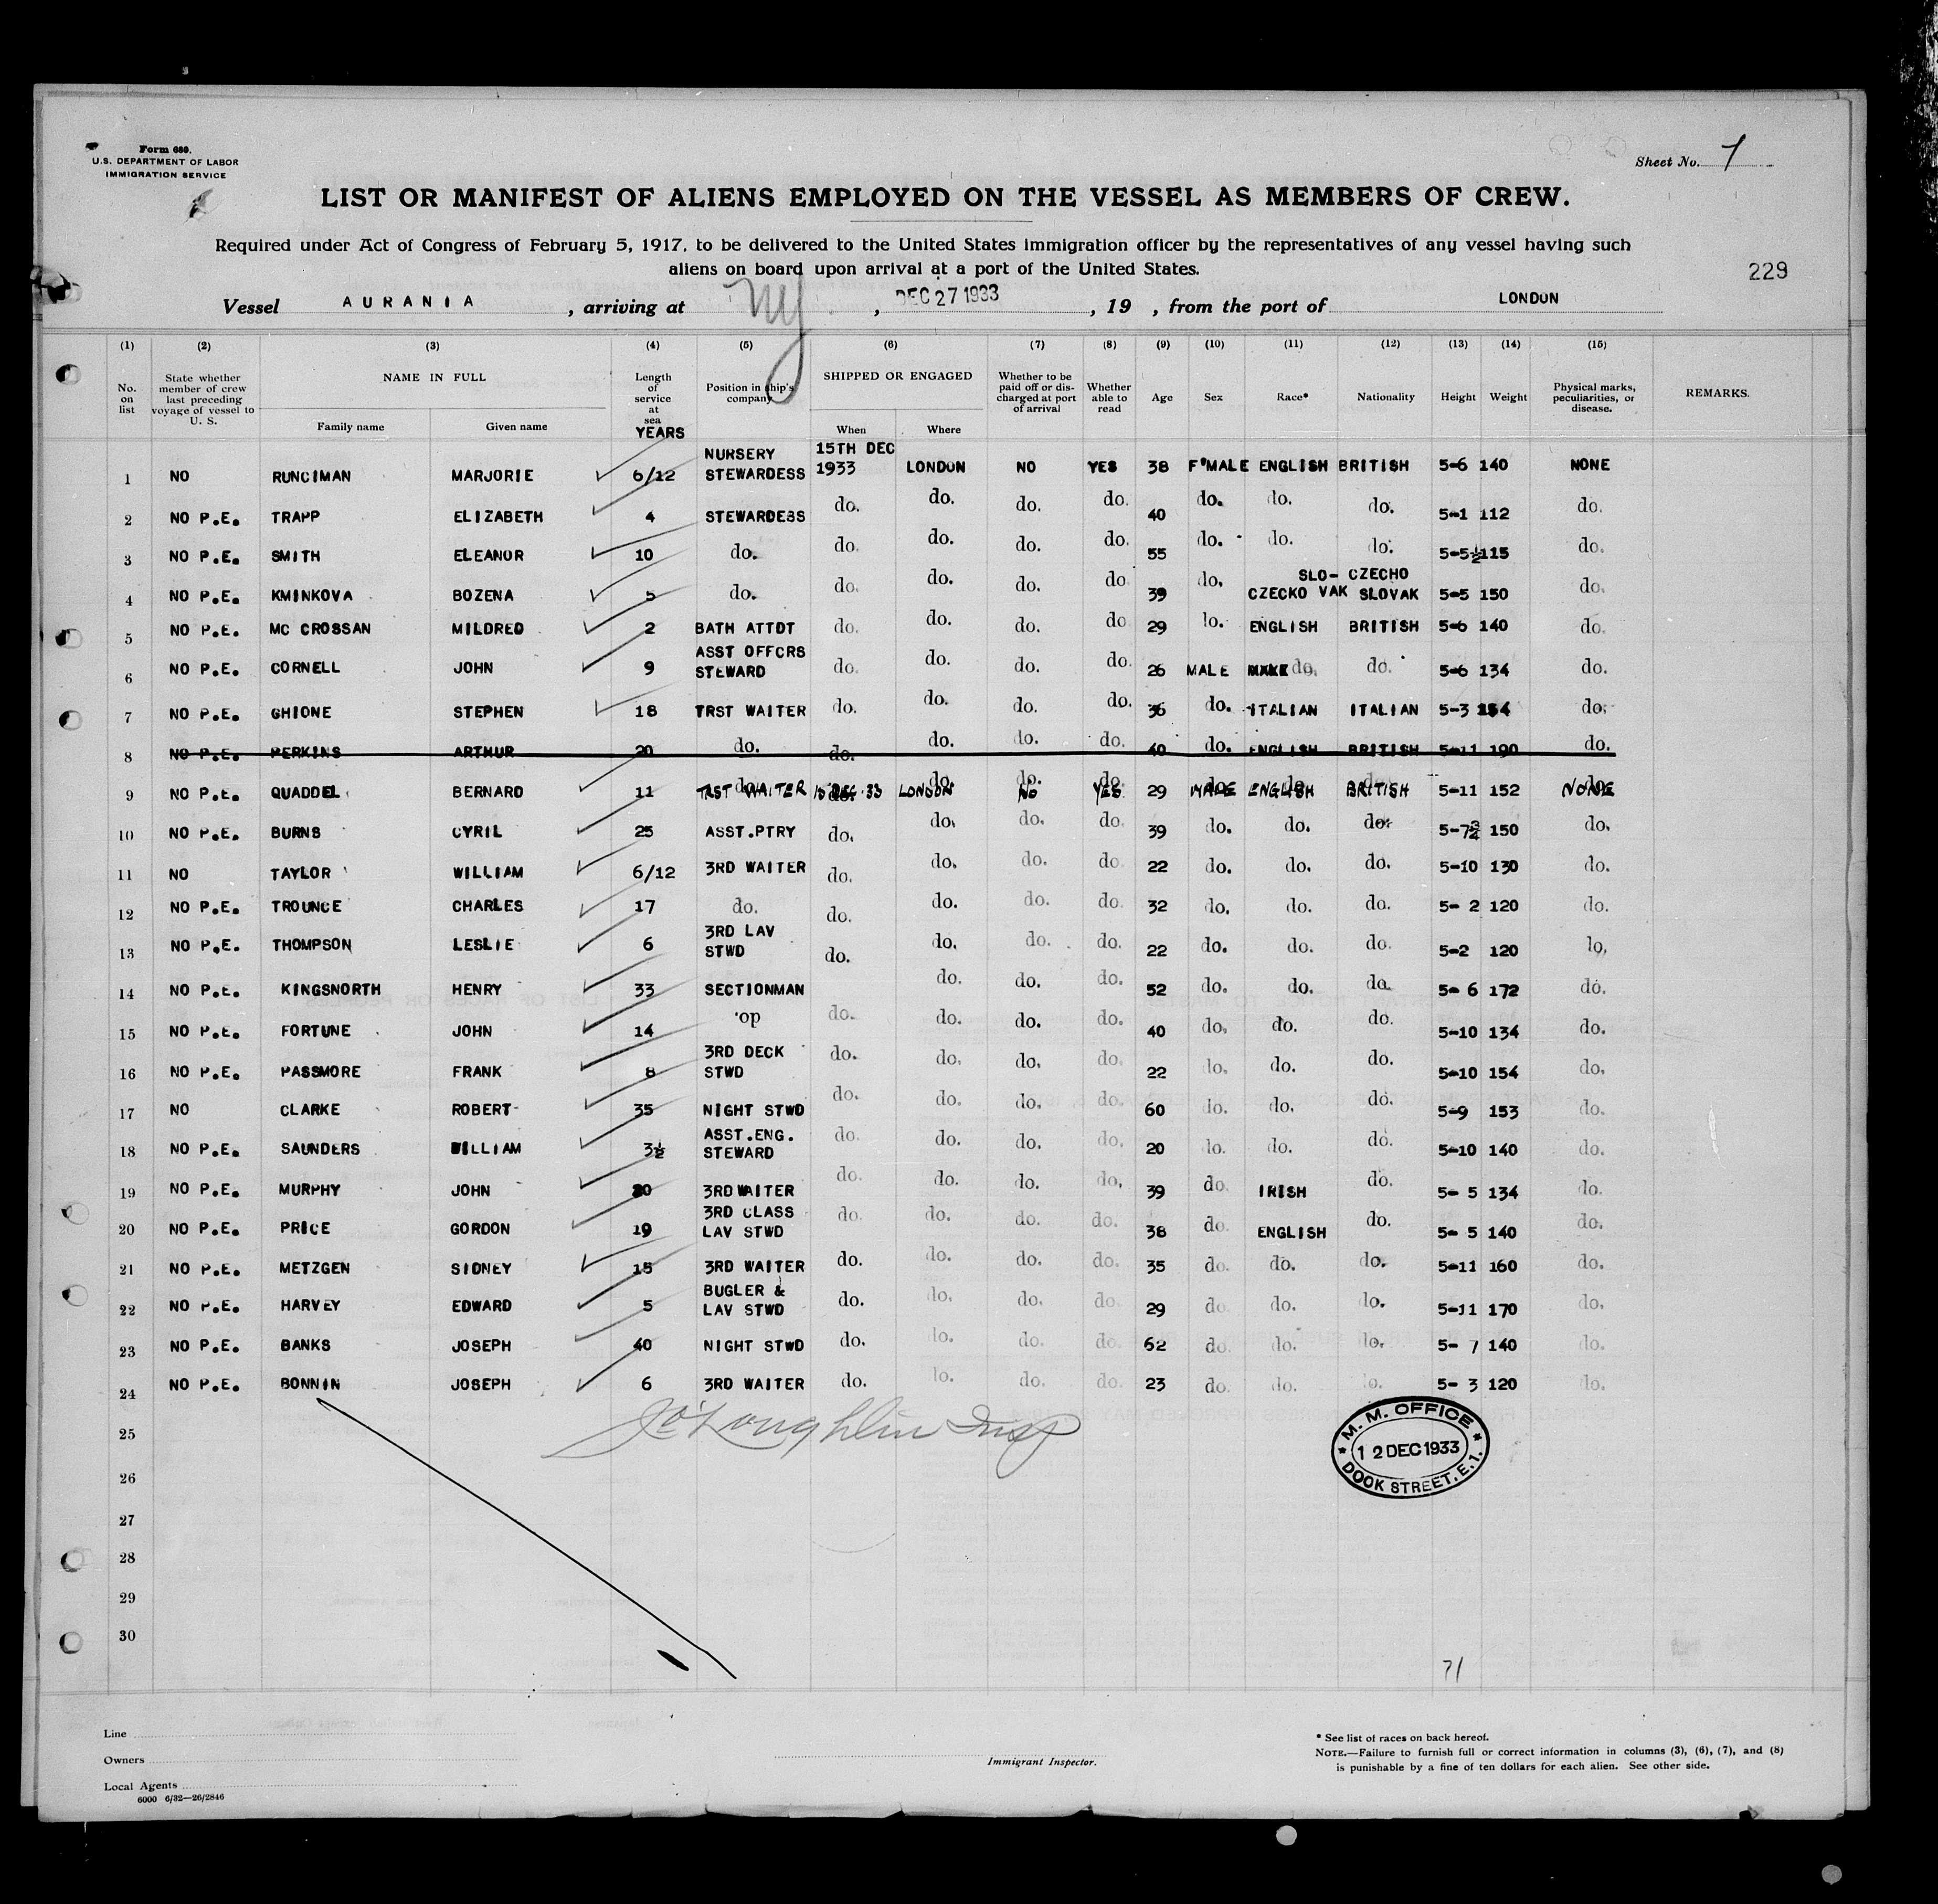 Form 680.
U.S. DEPARTMENT OF LABOR
IMMIGRATION SERVICE
Sheet No. 7
LIST OR MANIFEST OF ALIENS EMPLOYED ON THE VESSEL AS MEMBERS OF CREW.
Required under Act of Congress of February 5, 1917, to be delivered to the United States immigration officer by the representatives of any vessel having such
aliens on board upon arrival at a port of the United States.
229
Vessel AURANIA, arriving at NY, DEC 27 1933, 19 , from the port of LONDON
(1) (2) (3) (4) (5) (6) (7) (8) (9) (10) (11) (12) (13) (14) (15)
No. on list State whether member of crew last preceding voyage of vessel to U. S. NAME IN FULL Family name Given name Length of service at sea YEARS Position in ship's company SHIPPED OR ENGAGED When Where Whether to be paid off or discharged at port of arrival Whether able to read Age Sex Race* Nationality Height Weight Physical marks, peculiarities, or disease. REMARKS.
1 NO RUNCIMAN MARJORIE 6/12 NURSERY STEWARDESS 15TH DEC 1933 LONDON NO YES 38 F'MALE ENGLISH BRITISH 5-6 140 NONE
2 NO P.E. TRAPP ELIZABETH 4 STEWARDESS do. do. do. do. 40 do. do. do. 5-1 112 do.
3 NO P.E. SMITH ELEANOR 10 do. do. do. do. do. 55 do. do. do. 5-5½ 115 do.
4 NO P.E. KMINKOVA BOZENA 5 do. do. do. do. do 39 do. CZECKO SLO-VAK CZECHO SLOVAK 5-5 150 do.
5 NO P.E. MC CROSSAN MILDRED 2 BATH ATTDT do. do. do. do 29 lo. ENGLISH BRITISH 5-6 140 do.
6 NO P.E. CORNELL JOHN 9 ASST OFFCRS STEWARD do. do. do. do. 26 MALE do. do. 5-6 134 do.
7 NO P.E. GHIONE STEPHEN 18 TRST WAITER do. do. do. do. 36 do. ITALIAN ITALIAN 5-3 154 do.
8 NO P.E. PERKINS ARTHUR 20 do. do. do. do. do. 40 do. ENGLISH BRITISH 5-11 190 do.
9 NO P.E. QUADDEL BERNARD 11 TRST WAITER 15 DEC 33 LONDON NO YES 29 MALE ENGLISH BRITISH 5-11 152 NONE
10 NO P.E. BURNS CYRIL 25 ASST.PTRY do. do. do. do. 39 do. do. do. 5-7½ 150 do.
11 NO TAYLOR WILLIAM 6/12 3RD WAITER do. do. do. do. 22 do. do. do. 5-10 130 do.
12 NO P.E. TROUNCE CHARLES 17 do. do. do. do. do. 32 do. do. do. 5- 2 120 do.
13 NO P.E. THOMPSON LESLIE 6 3RD LAV STWD do. do. do. do. 22 do. do. do. 5-2 120 lo.
14 NO P.E. KINGSNORTH HENRY 33 SECTIONMAN do. do. do. 52 do. do. do. 5- 6 172 do.
15 NO P.E. FORTUNE JOHN 14 do. do. do. do. do. 40 do. do. do. 5-10 134 do.
16 NO P.E. PASSMORE FRANK 8 3RD DECK STWD do. do. do. do. 22 do. do. do. 5-10 154 do.
17 NO CLARKE ROBERT 35 NIGHT STWD do. do. do. do. 60 do. do. do. 5-9 153 do.
18 NO P.E. SAUNDERS WILLIAM 3½ ASST.ENG. STEWARD do. do. do. do. 20 lo. do. do. 5-10 140 do.
19 NO P.E. MURPHY JOHN 20 3RD WAITER do. do. do. do. 39 do. IRISH do. 5- 5 134 do.
20 NO P.E. PRICE GORDON 19 3RD CLASS LAV STWD do. do. do. do. 38 do. ENGLISH do. 5- 5 140 do.
21 NO P.E. METZGEN SIDNEY 15 3RD WAITER do. do. do. do. 35 do. do. do. 5-11 160 do.
22 NO P.E. HARVEY EDWARD 5 BUGLER & LAV STWD do. do. do. do. 29 do. do. do. 5-11 170 do.
23 NO P.E. BANKS JOSEPH 40 NIGHT STWD do. lo. do. do. 62 do. do. lo. 5- 7 140 do.
24 NO P.E. BONNIN JOSEPH 6 3RD WAITER do. lo. do. do. 23 do. do. lo. 5- 3 120 lo.
J O'Loughlin Insp
M. M. OFFICE
12 DEC 1933
DOCK STREET, E.1.
25
26
27
28
29
30
71
Line
Owners
Local Agents
6000 6/32—26/2846
Immigrant Inspector.
* See list of races on back hereof.
NOTE.—Failure to furnish full or correct information in columns (3), (6), (7), and (8)
is punishable by a fine of ten dollars for each alien. See other side.